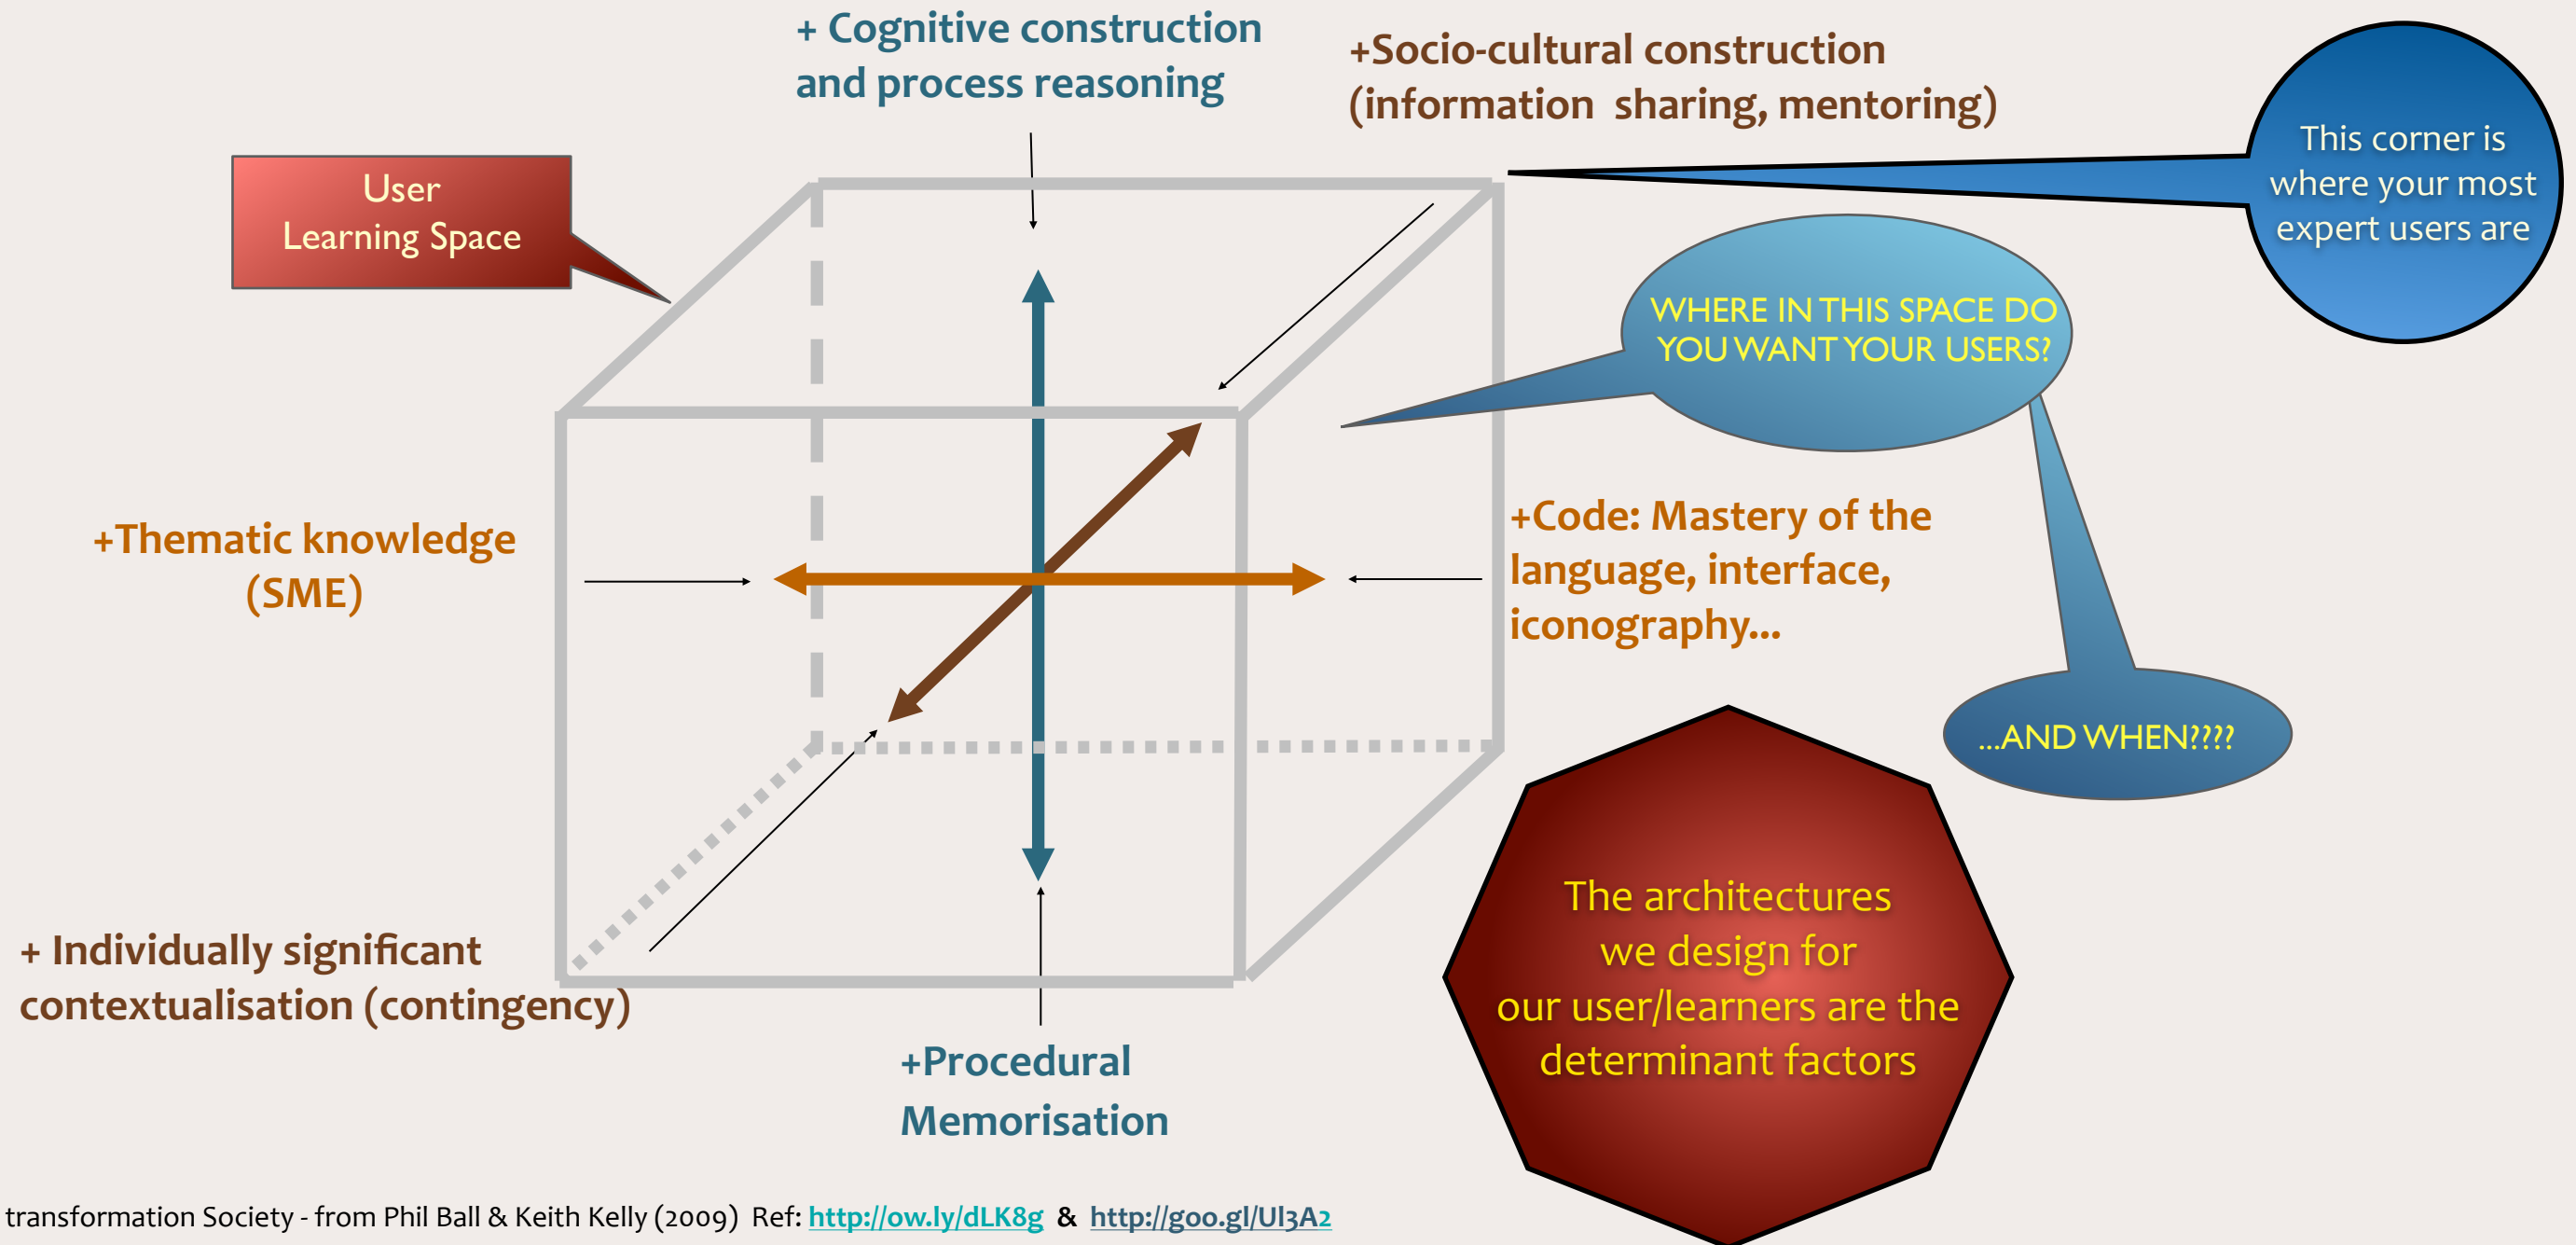 + Cognitive construction
and process reasoning
+Socio-cultural construction
(information sharing, mentoring)
This corner is
where your most
expert users are
User
Learning Space
WHERE IN THIS SPACE DO
YOU WANT YOUR USERS?
+Thematic knowledge
(SME)
+Code: Mastery of the
language, interface,
iconography...
...AND WHEN????
The architectures
we design for
our user/learners are the
determinant factors
+ Individually significant
contextualisation (contingency)
+Procedural
Memorisation
transformation Society - from Phil Ball & Keith Kelly (2009) Ref: http://ow.ly/dLK8g & http://goo.gl/Ul3A2